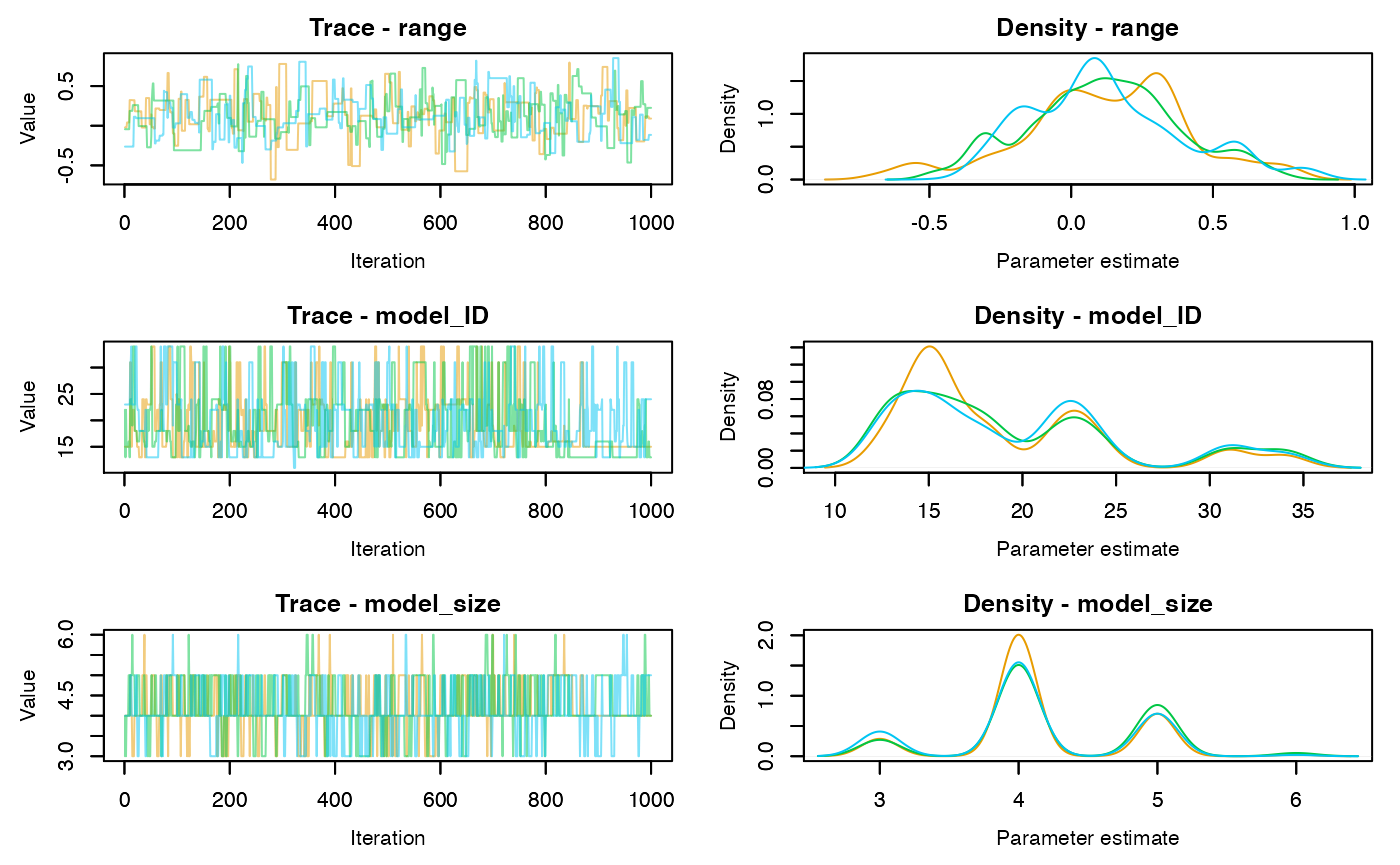 Trace - range
Value
-0.5 0.5
0 200 400 600 800 1000
Iteration
Density - range
Density
0.0 1.0
-0.5 0.0 0.5 1.0
Parameter estimate
Trace - model_ID
Value
15 25
0 200 400 600 800 1000
Iteration
Density - model_ID
Density
0.00 0.08
10 15 20 25 30 35
Parameter estimate
Trace - model_size
Value
3.0 4.5 6.0
0 200 400 600 800 1000
Iteration
Density - model_size
Density
0.0 1.0 2.0
3 4 5 6
Parameter estimate